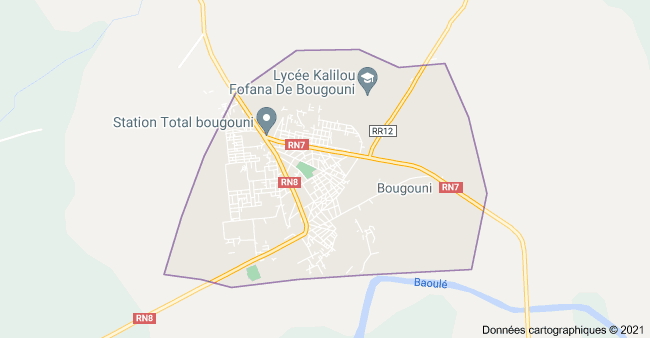 Lycée Kalilou
Fofana De Bougouni
Station Total bougouni
RR12
RN7
RN8
Bougouni
RN7
Baoulé
RN8
Données cartographiques © 2021